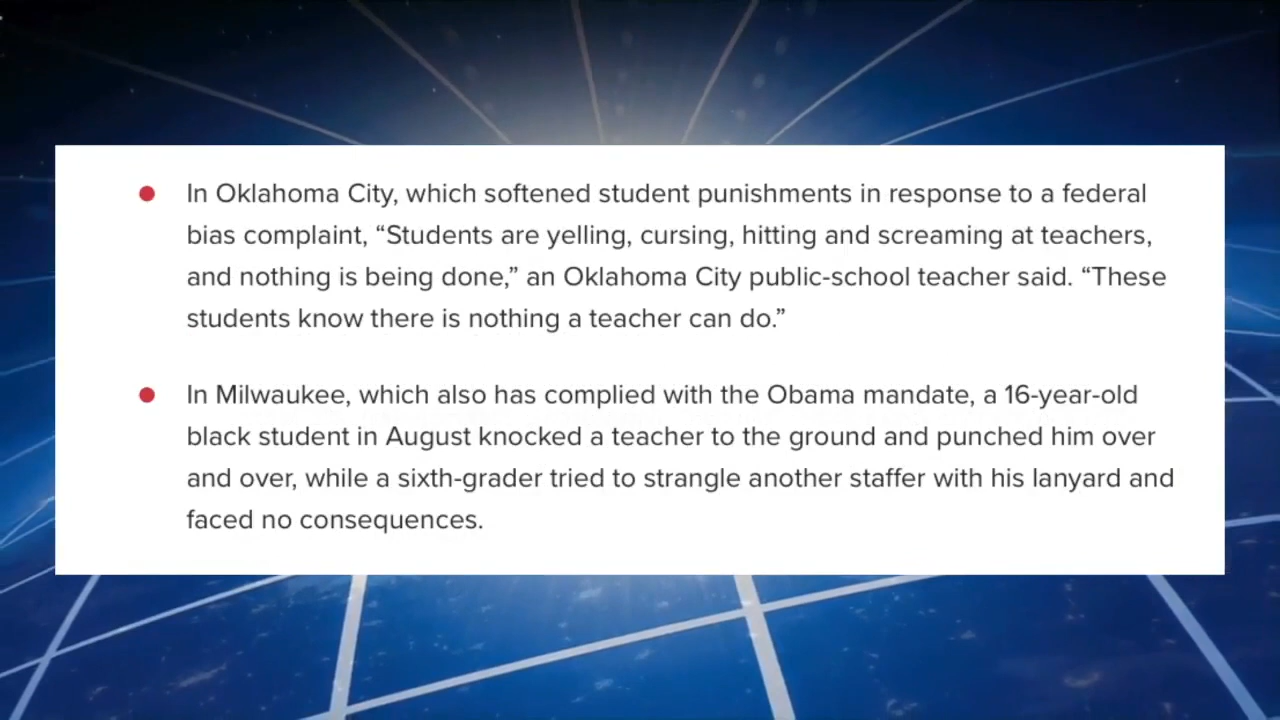 In Oklahoma City, which softened student punishments in response to a federal
bias complaint, “Students are yelling, cursing, hitting and screaming at teachers,
and nothing is being done,” an Oklahoma City public-school teacher said. “These
students know there is nothing a teacher can do.”
In Milwaukee, which also has complied with the Obama mandate, a 16-year-old
black student in August knocked a teacher to the ground and punched him over
and over, while a sixth-grader tried to strangle another staffer with his lanyard and
faced no consequences.